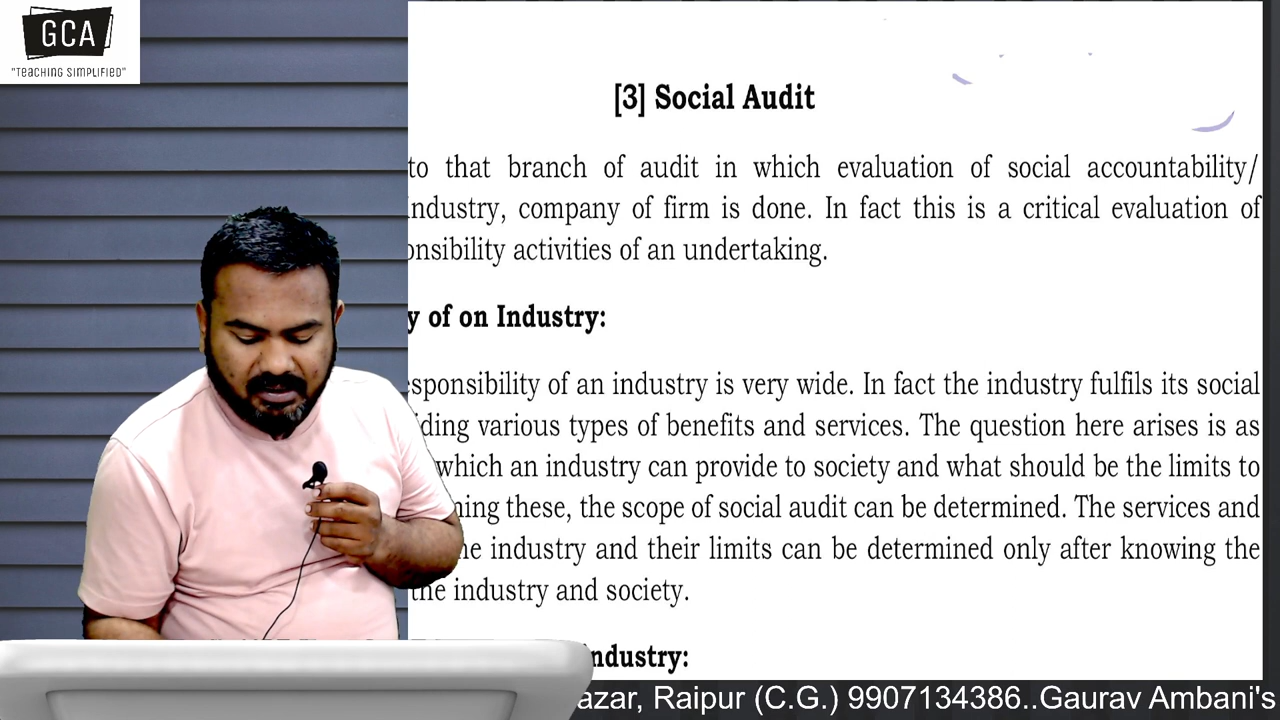 GCA
"TEACHING SIMPLIFIED"
[3] Social Audit
to that branch of audit in which evaluation of social accountability/
industry, company of firm is done. In fact this is a critical evaluation of
onsibility activities of an undertaking.
y of on Industry:
esponsibility of an industry is very wide. In fact the industry fulfils its social
ding various types of benefits and services. The question here arises is as
which an industry can provide to society and what should be the limits to
ning these, the scope of social audit can be determined. The services and
he industry and their limits can be determined only after knowing the
the industry and society.
industry:
azar, Raipur (C.G.) 9907134386..Gaurav Ambani's